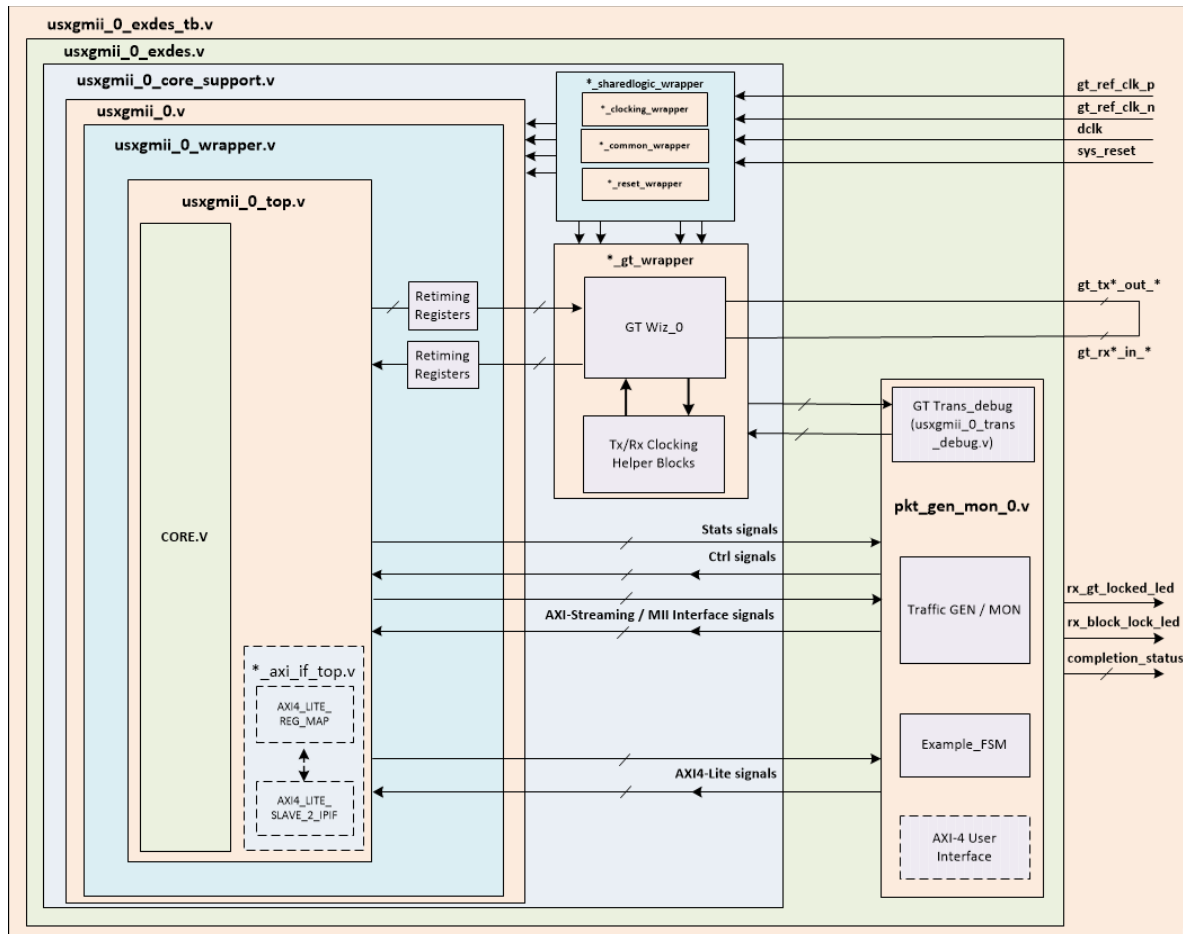 usxgmii_0_exdes_tb.v
usxgmii_0_exdes.v
usxgmii_0_core_support.v
usxgmii_0.v
usxgmii_0_wrapper.v
usxgmii_0_top.v
CORE.V
*_axi_if_top.v
AXI4_LITE_
REG_MAP
AXI4_LITE_
SLAVE_2_IPIF
Retiming
Registers
Retiming
Registers
*_sharedlogic_wrapper
*_clocking_wrapper
*_common_wrapper
*_reset_wrapper
*_gt_wrapper
GT Wiz_0
Tx/Rx Clocking
Helper Blocks
Stats signals
Ctrl signals
AXI-Streaming / MII Interface signals
AXI4-Lite signals
GT Trans_debug
(usxgmii_0_trans
_debug.v)
pkt_gen_mon_0.v
Traffic GEN / MON
Example_FSM
AXI-4 User
Interface
gt_ref_clk_p
gt_ref_clk_n
dclk
sys_reset
gt_tx*_out_*
gt_rx*_in_*
rx_gt_locked_led
rx_block_lock_led
completion_status